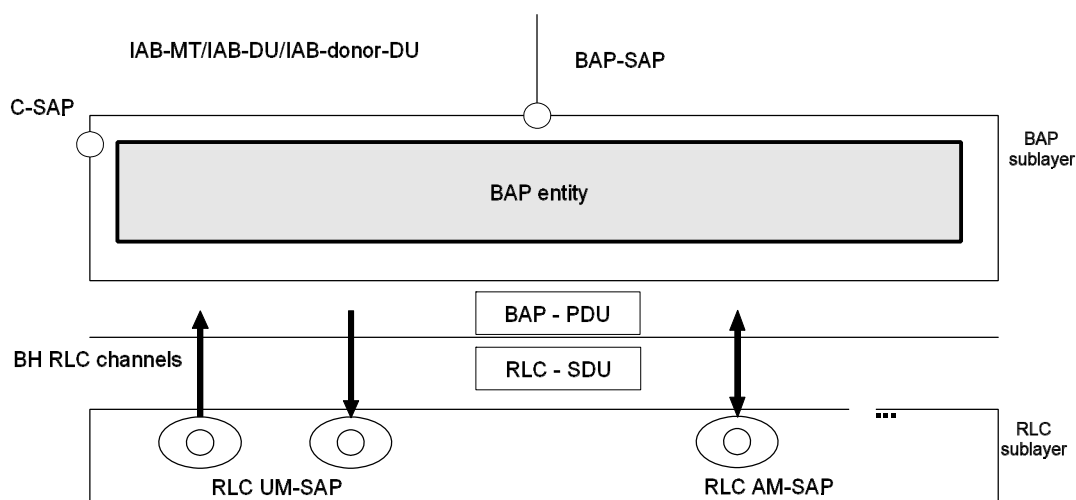 IAB-MT/IAB-DU/IAB-donor-DU
BAP-SAP
C-SAP
BAP
sublayer
BAP entity
BAP - PDU
BH RLC channels
RLC - SDU
RLC
sublayer
RLC UM-SAP
RLC AM-SAP